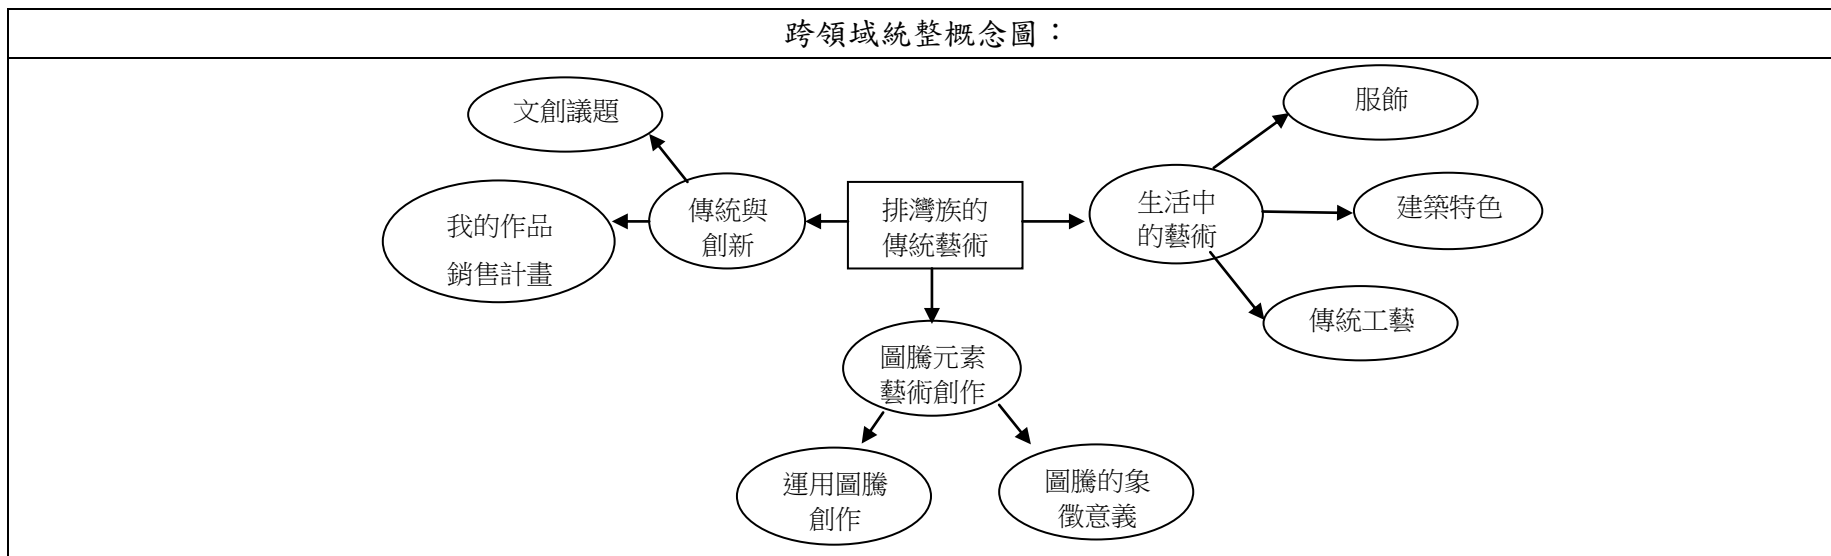 跨領域統整概念圖：
文創議題
我的作品
銷售計畫
傳統與
創新
排灣族的
傳統藝術
生活中
的藝術
服飾
建築特色
傳統工藝
圖騰元素
藝術創作
運用圖騰
創作
圖騰的象
徵意義